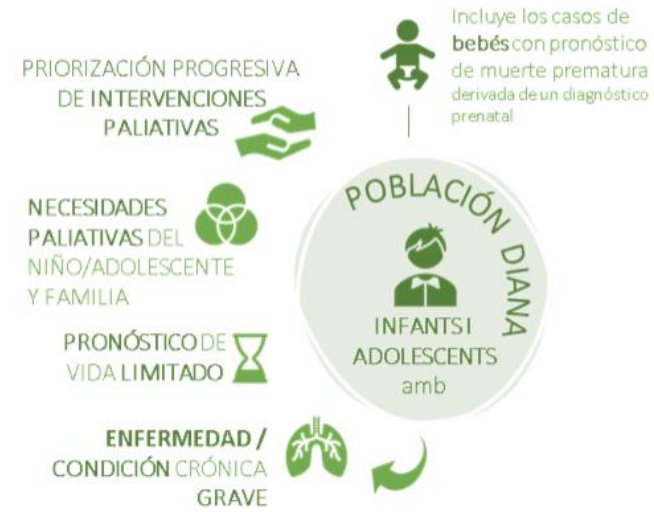 Incluye los casos de
bebés con pronóstico
de muerte prematura
derivada de un diagnóstico
prenatal
PRIORIZACIÓN PROGRESIVA
DE INTERVENCIONES
PALIATIVAS
POBLACIÓN DIANA
INFANTS I
ADOLESCENTS
amb
NECESIDADES
PALIATIVAS DEL
NIÑO/ADOLESCENTE
Y FAMILIA
PRONÓSTICO DE
VIDA LIMITADO
ENFERMEDAD /
CONDICIÓN CRÓNICA
GRAVE